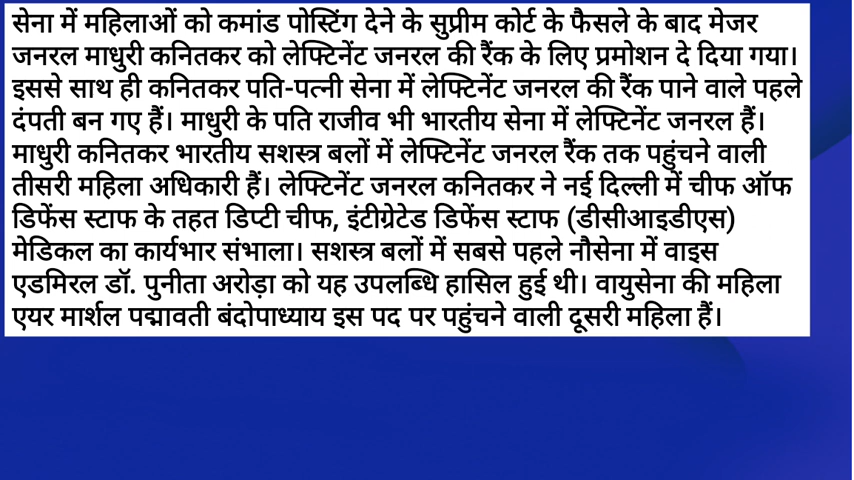 सेना में महिलाओं को कमांड पोस्टिंग देने के सुप्रीम कोर्ट के फैसले के बाद मेजर
जनरल माधुरी कनितकर को लेफ्टिनेंट जनरल की रैंक के लिए प्रमोशन दे दिया गया।
इससे साथ ही कनितकर पति-पत्नी सेना में लेफ्टिनेंट जनरल की रैंक पाने वाले पहले
दंपती बन गए हैं। माधुरी के पति राजीव भी भारतीय सेना में लेफ्टिनेंट जनरल हैं।
माधुरी कनितकर भारतीय सशस्त्र बलों में लेफ्टिनेंट जनरल रैंक तक पहुंचने वाली
तीसरी महिला अधिकारी हैं। लेफ्टिनेंट जनरल कनितकर ने नई दिल्ली में चीफ ऑफ
डिफेंस स्टाफ के तहत डिप्टी चीफ, इंटीग्रेटेड डिफेंस स्टाफ (डीसीआइडीएस)
मेडिकल का कार्यभार संभाला। सशस्त्र बलों में सबसे पहले नौसेना में वाइस
एडमिरल डॉ. पुनीता अरोड़ा को यह उपलब्धि हासिल हुई थी। वायुसेना की महिला
एयर मार्शल पद्मावती बंदोपाध्याय इस पद पर पहुंचने वाली दूसरी महिला हैं।